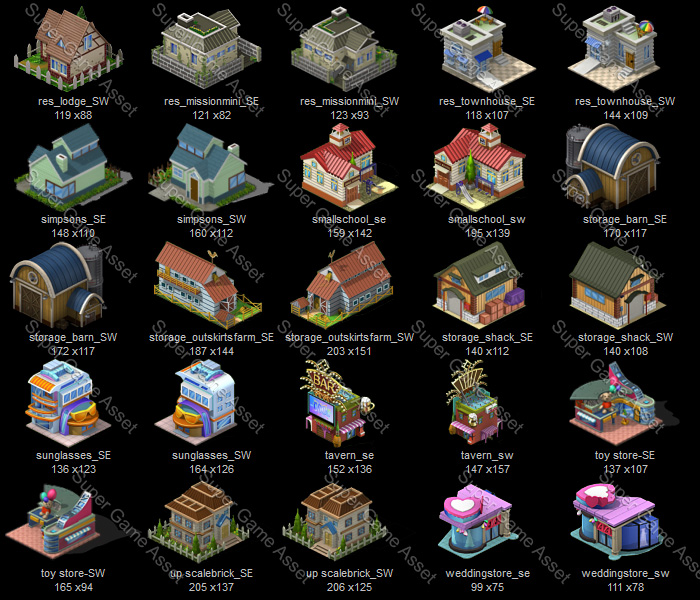 res_lodge_SW
119 x88
res_missionmini_SE
121 x82
res_missionmini_SW
123 x93
res_townhouse_SE
118 x107
res_townhouse_SW
144 x109
simpsons_SE
148 x110
simpsons_SW
160 x112
smallschool_se
159 x142
smallschool_sw
195 x139
storage_barn_SE
170 x117
storage_barn_SW
172 x117
storage_outskirtsfarm_SE
187 x144
storage_outskirtsfarm_SW
203 x151
storage_shack_SE
140 x112
storage_shack_SW
140 x108
BAR
sunglasses_SE
136 x123
sunglasses_SW
164 x126
tavern_se
152 x136
tavern_sw
147 x157
toy store-SE
137 x107
toy store-SW
165 x94
up scalebrick_SE
205 x137
up scalebrick_SW
206 x125
weddingstore_se
99 x75
weddingstore_sw
111 x78
Super Game Asset